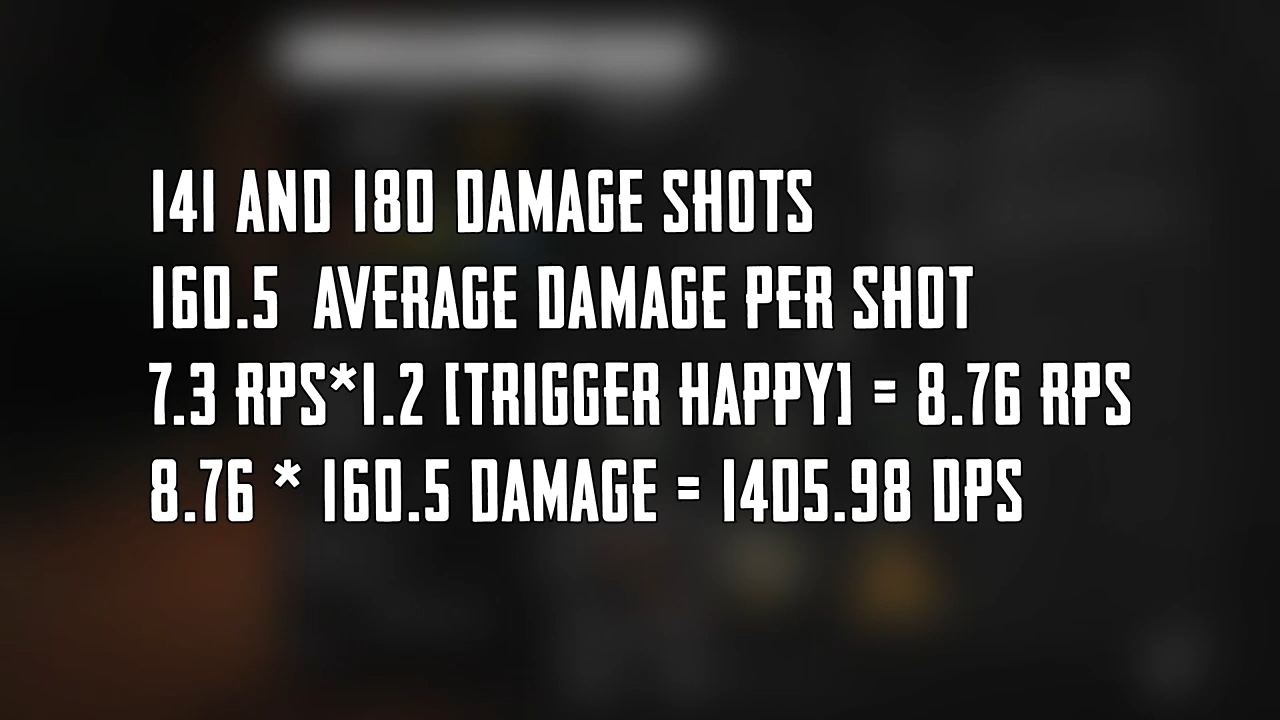 141 AND 180 DAMAGE SHOTS
160.5 AVERAGE DAMAGE PER SHOT
7.3 RPS*1.2 [TRIGGER HAPPY] = 8.76 RPS
8.76 * 160.5 DAMAGE = 1405.98 DPS